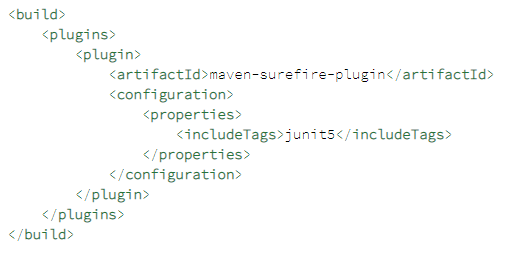 <build>
    <plugins>
        <plugin>
            <artifactId>maven-surefire-plugin</artifactId>
            <configuration>
                <properties>
                    <includeTags>junit5</includeTags>
                </properties>
            </configuration>
        </plugin>
    </plugins>
</build>